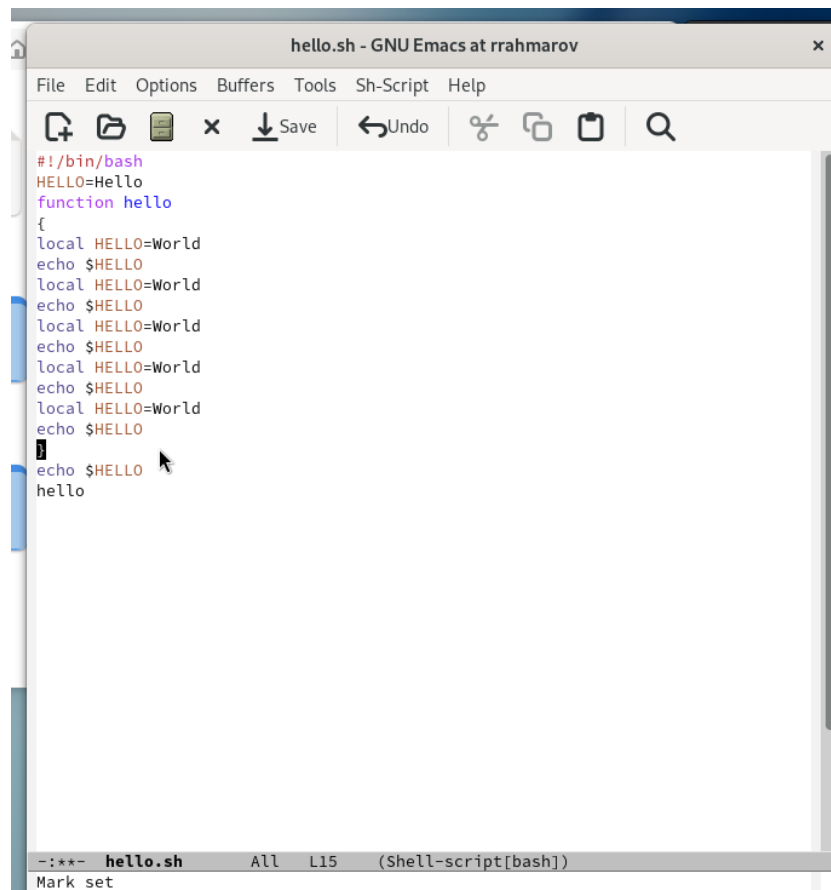 hello.sh - GNU Emacs at rrahmarov
File Edit Options Buffers Tools Sh-Script Help
Save Undo
#!/bin/bash
HELLO=Hello
function hello
{
local HELLO=World
echo $HELLO
local HELLO=World
echo $HELLO
local HELLO=World
echo $HELLO
local HELLO=World
echo $HELLO
local HELLO=World
echo $HELLO
}
echo $HELLO
hello
-:**- hello.sh All L15 (Shell-script[bash])
Mark set